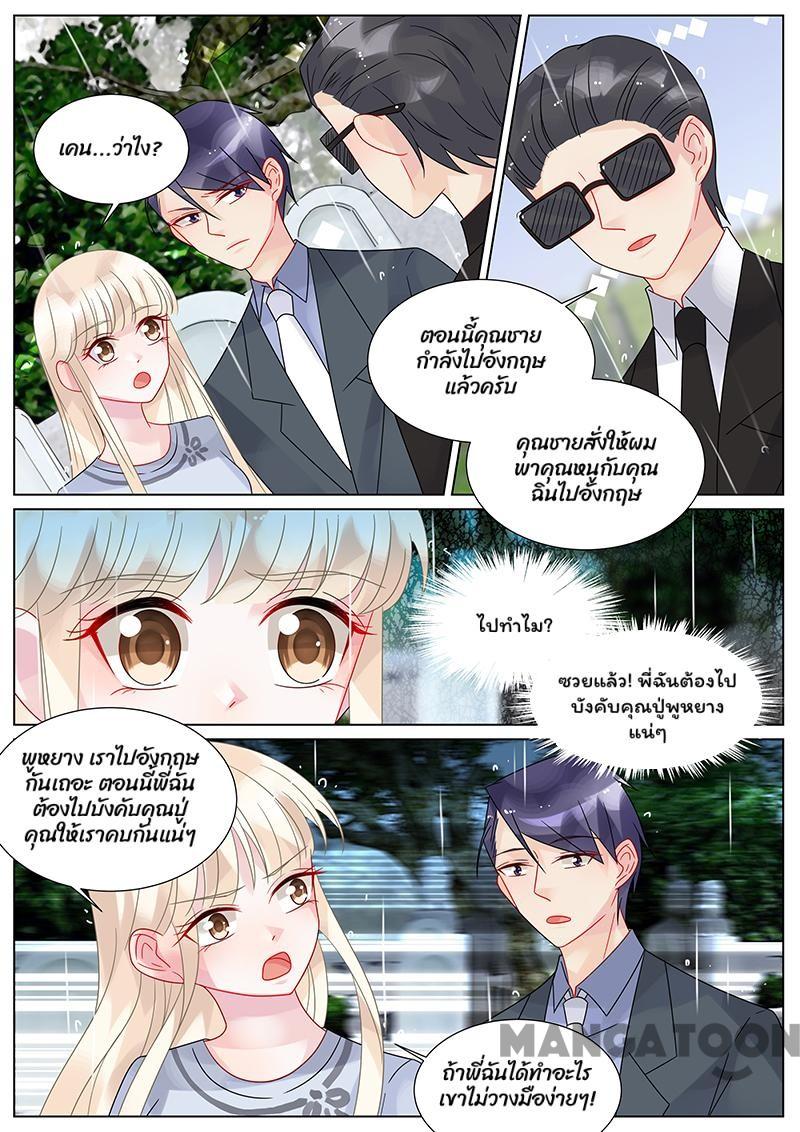 เคน...ว่าไง?
ตอนนี้คุณชาย
กำลังไปอังกฤษ
แล้วครับ
คุณชายสั่งให้ผม
พาคุณหนูกับคุณ
ฉินไปอังกฤษ
ไปทำไม?
ซวยแล้ว! พี่ฉันต้องไป
บังคับคุณปู่พูหยาง
แน่ๆ
พูหยาง เราไปอังกฤษ
กันเถอะ ตอนนี้พี่ฉัน
ต้องไปบังคับคุณปู่
คุณให้เราคบกันแน่ๆ
ถ้าพี่ฉันได้ทำอะไร
เขาไม่วางมือง่ายๆ!
MANGATOON